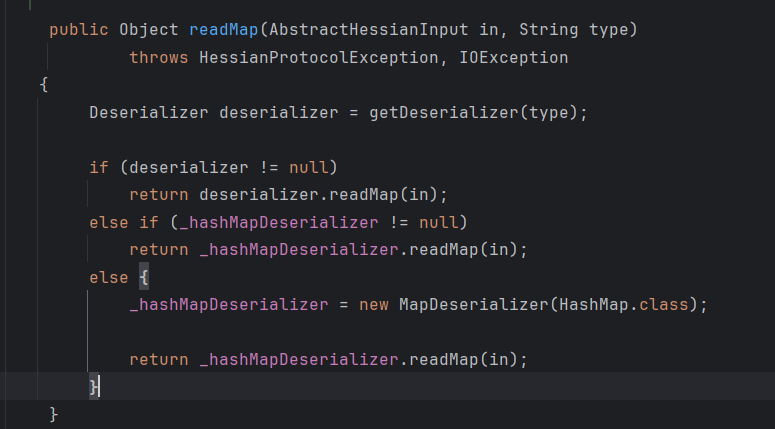 public Object readMap(AbstractHessianInput in, String type)
throws HessianProtocolException, IOException
{
Deserializer deserializer = getDeserializer(type);
if (deserializer != null)
return deserializer.readMap(in);
else if (_hashMapDeserializer != null)
return _hashMapDeserializer.readMap(in);
else {
_hashMapDeserializer = new MapDeserializer(HashMap.class);
return _hashMapDeserializer.readMap(in);
}
}